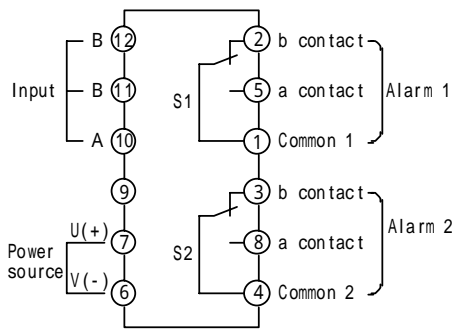 B 12 2 b contact
Input B 11 S1 5 a contact Alarm 1
A 10 1 Common 1
9 3 b contact
U(+) 7 S2 8 a contact Alarm 2
Power source
V(-) 6 4 Common 2